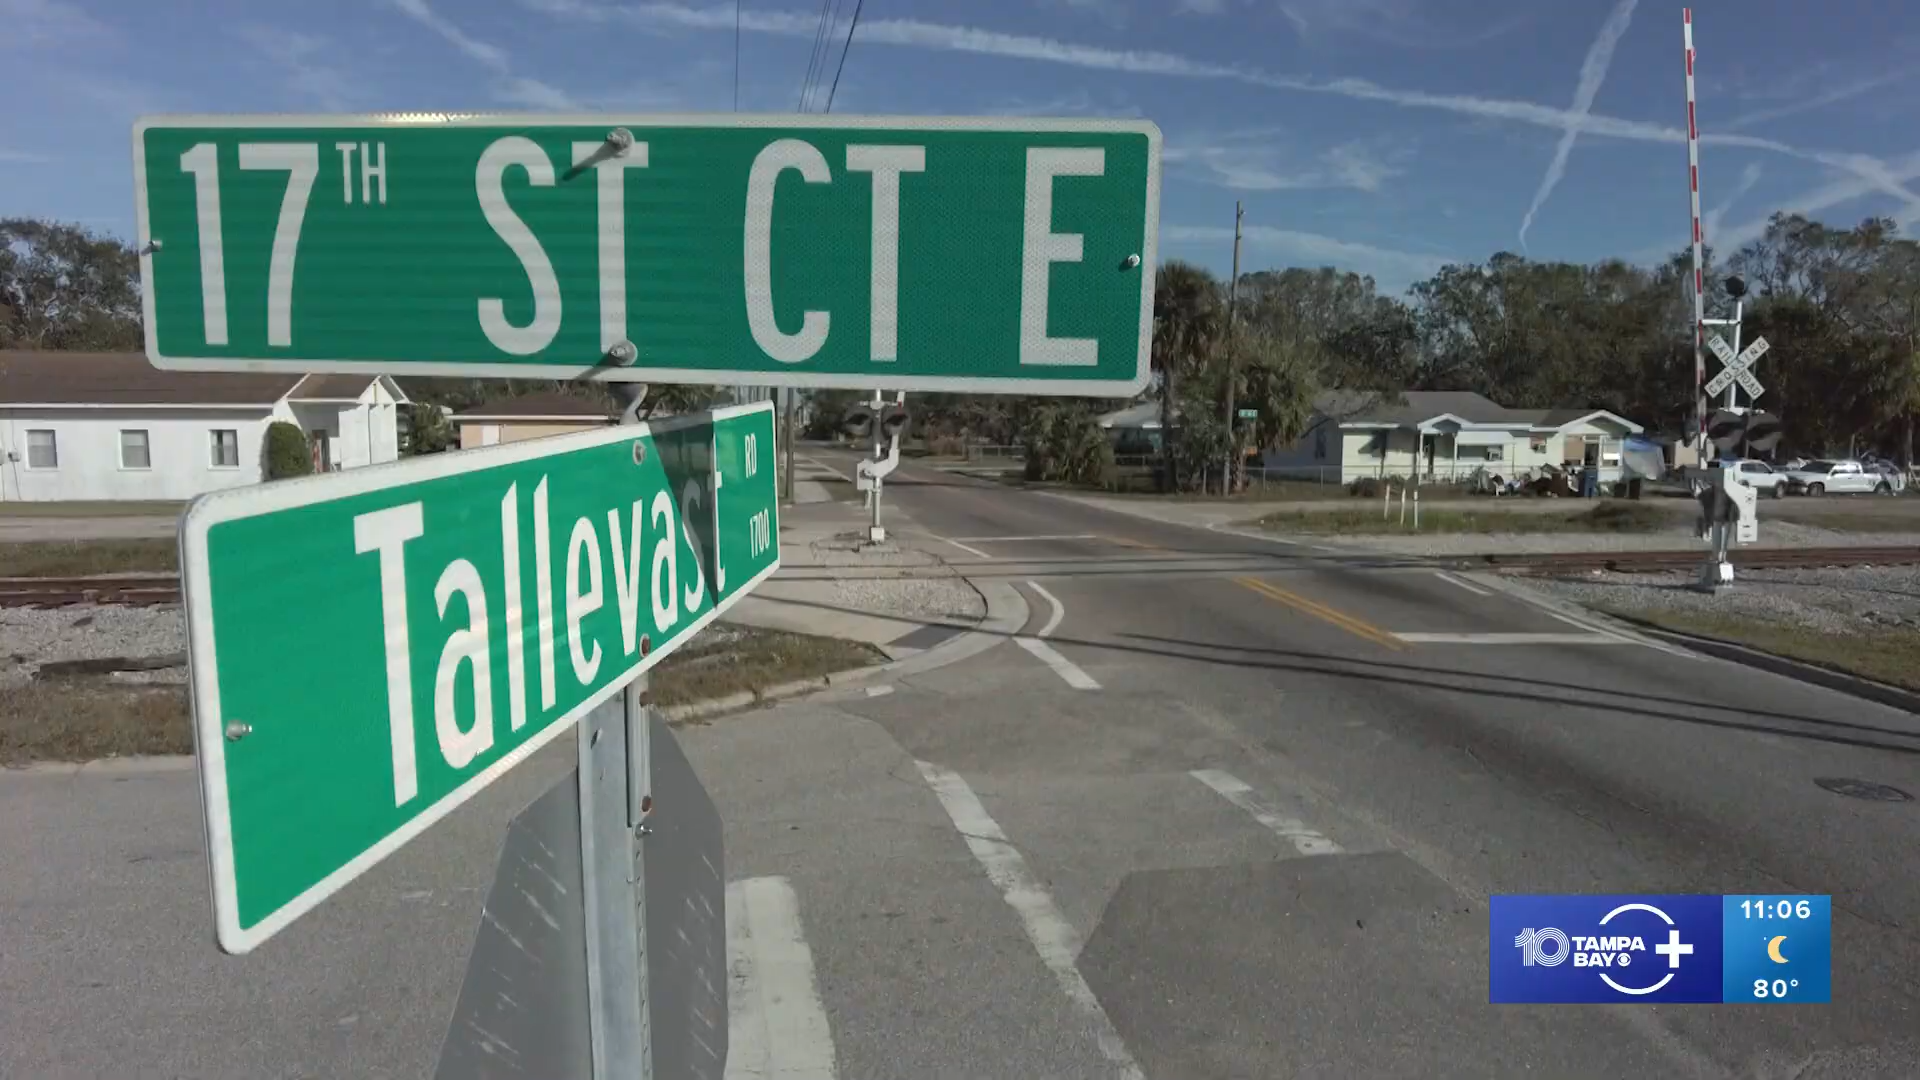 17TH ST CT E
Tallevast RD
1700
RAILROAD
CROSSING
10 TAMPA BAY +
11:06
80°